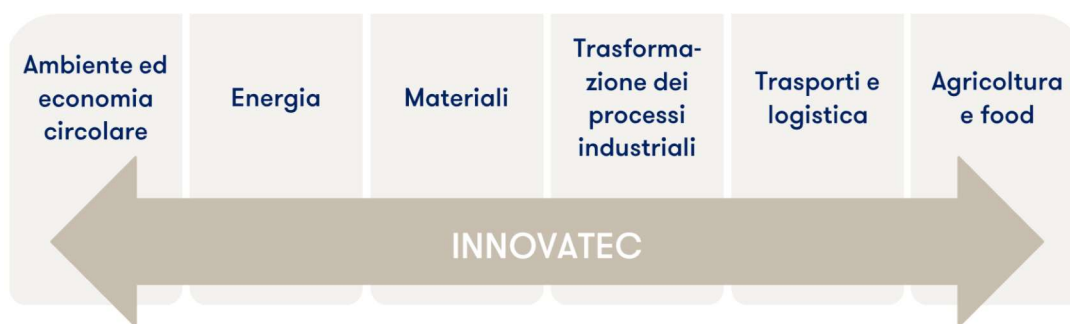 Ambiente ed
economia
circolare
Energia
Materiali
Trasforma-
zione dei
processi
industriali
Trasporti e
logistica
Agricoltura
e food
INNOVATEC